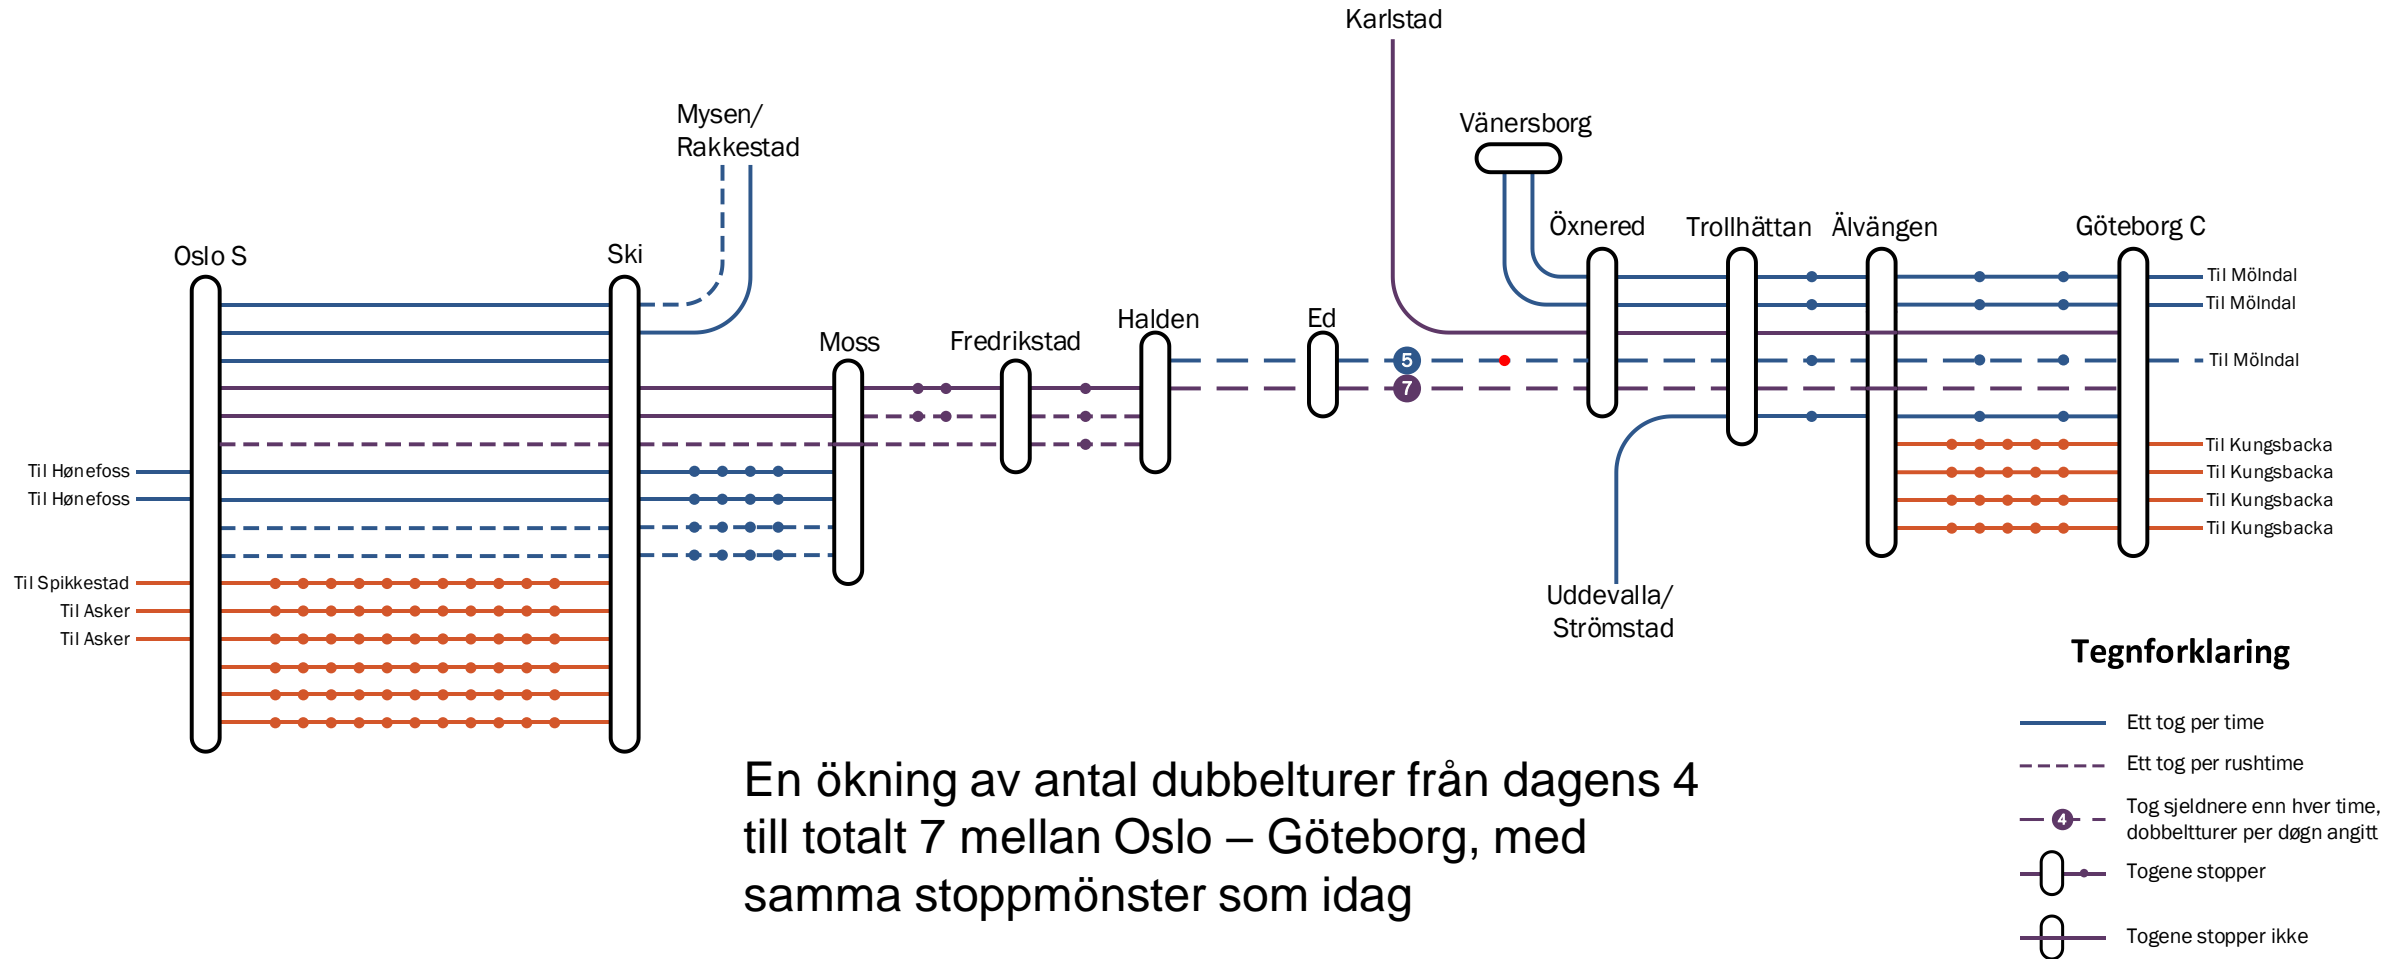 Karlstad
Mysen/
Rakkestad
Vänersborg
Öxnered
Trollhättan
Älvängen
Göteborg C
Oslo S
Ski
Til Mölndal
Til Mölndal
Halden
Ed
Moss
Fredrikstad
5
Til Mölndal
7
Til Kungsbacka
Til Kungsbacka
Til Kungsbacka
Til Kungsbacka
Til Hønefoss
Til Hønefoss
Til Spikkestad
Til Asker
Til Asker
Uddevalla/
Strömstad
Tegnforklaring
Ett tog per time
Ett tog per rushtime
4
Tog sjeldnere enn hver time,
dobbeltturer per døgn angitt
Togene stopper
Togene stopper ikke
En ökning av antal dubbelturer från dagens 4
till totalt 7 mellan Oslo – Göteborg, med
samma stoppmönster som idag